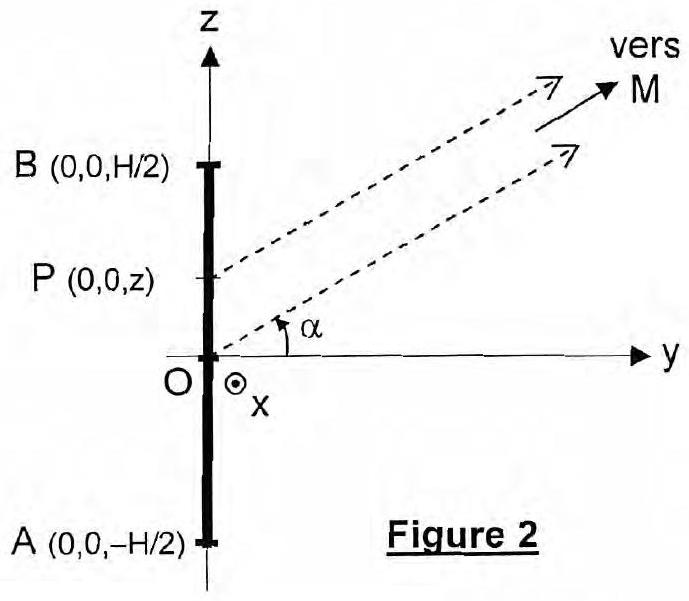 z
vers
M
B (0,0,H/2)
P (0,0,z)
α
y
O
x
A (0,0,–H/2)
Figure 2